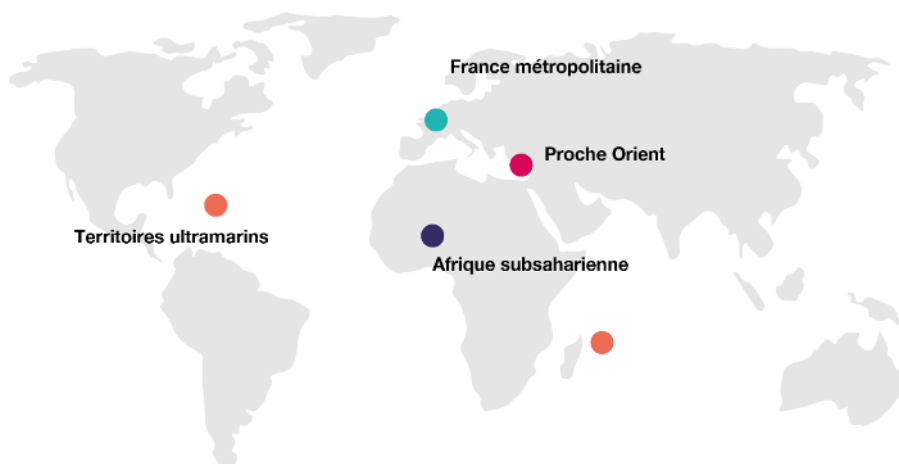 France métropolitaine
Proche Orient
Territoires ultramarins
Afrique subsaharienne